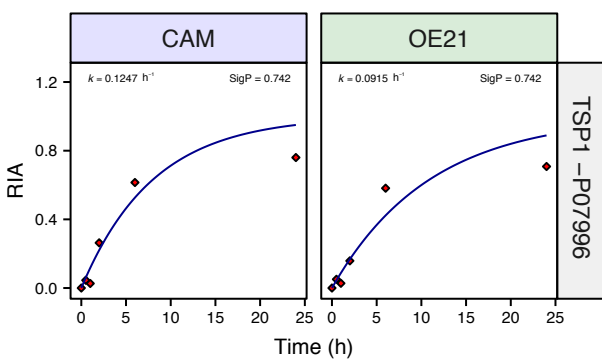 CAM OE21
k = 0.1247 h⁻¹ SigP = 0.742 k = 0.0915 h⁻¹ SigP = 0.742
1.2
0.8
0.4
0.0
RIA
TSP1 −P07996
0 5 10 15 20 25 0 5 10 15 20 25
Time (h)